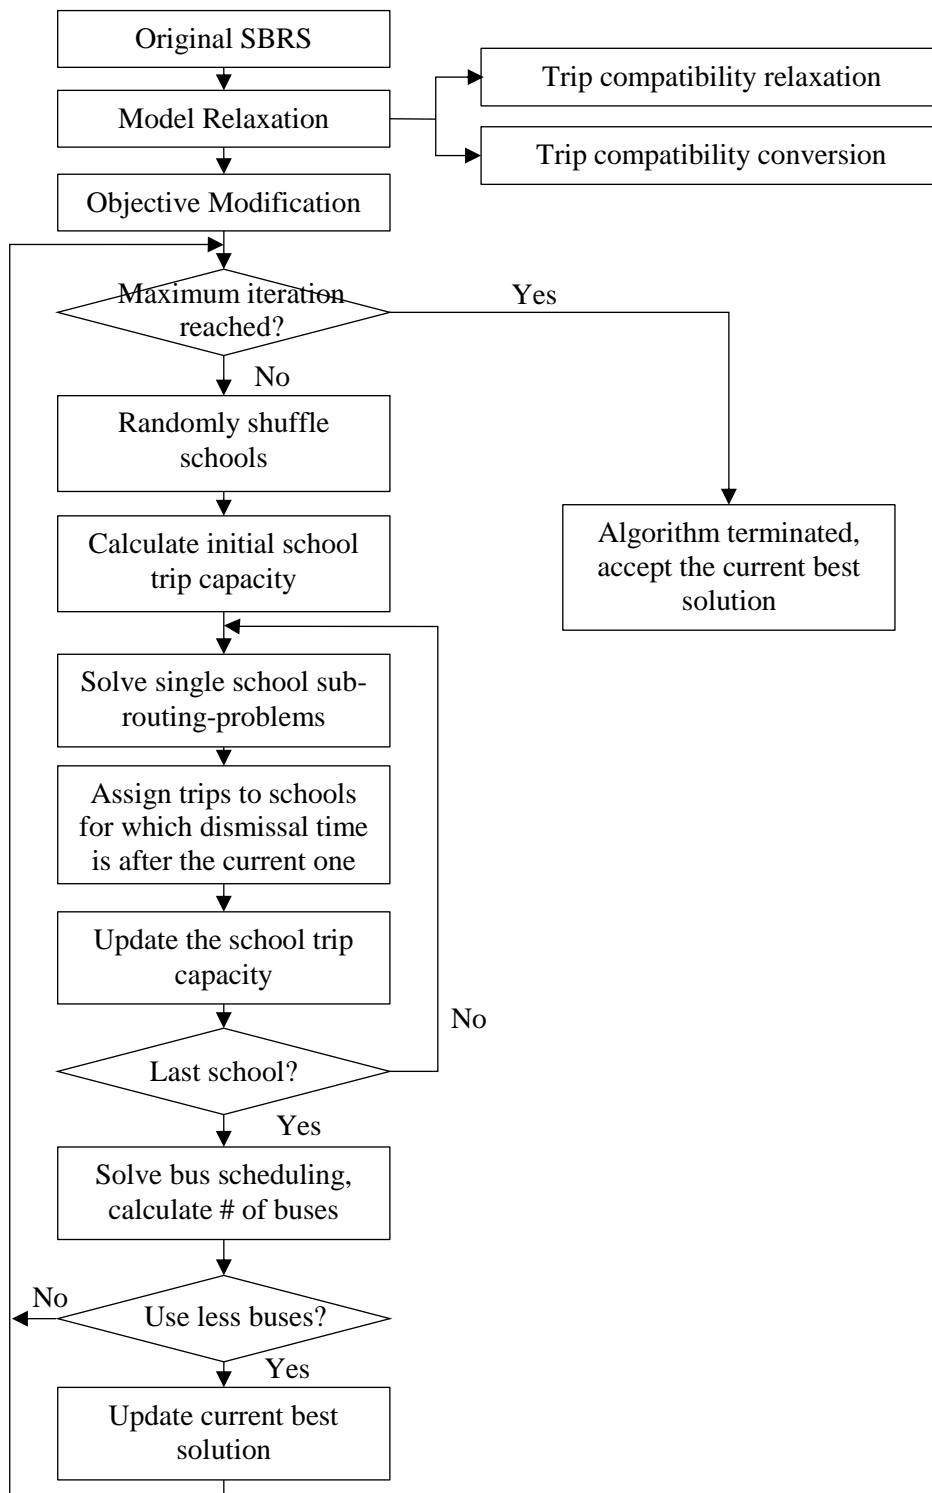 Original SBRS
Trip compatibility relaxation
Model Relaxation
Trip compatibility conversion
Objective Modification
Maximum iteration
reached?
Yes
No
Randomly shuffle
schools
Calculate initial school
trip capacity
Algorithm terminated,
accept the current best
solution
Solve single school sub-
routing-problems
Assign trips to schools
for which dismissal time
is after the current one
Update the school trip
capacity
No
Last school?
Yes
Solve bus scheduling,
calculate # of buses
No
Use less buses?
Yes
Update current best
solution